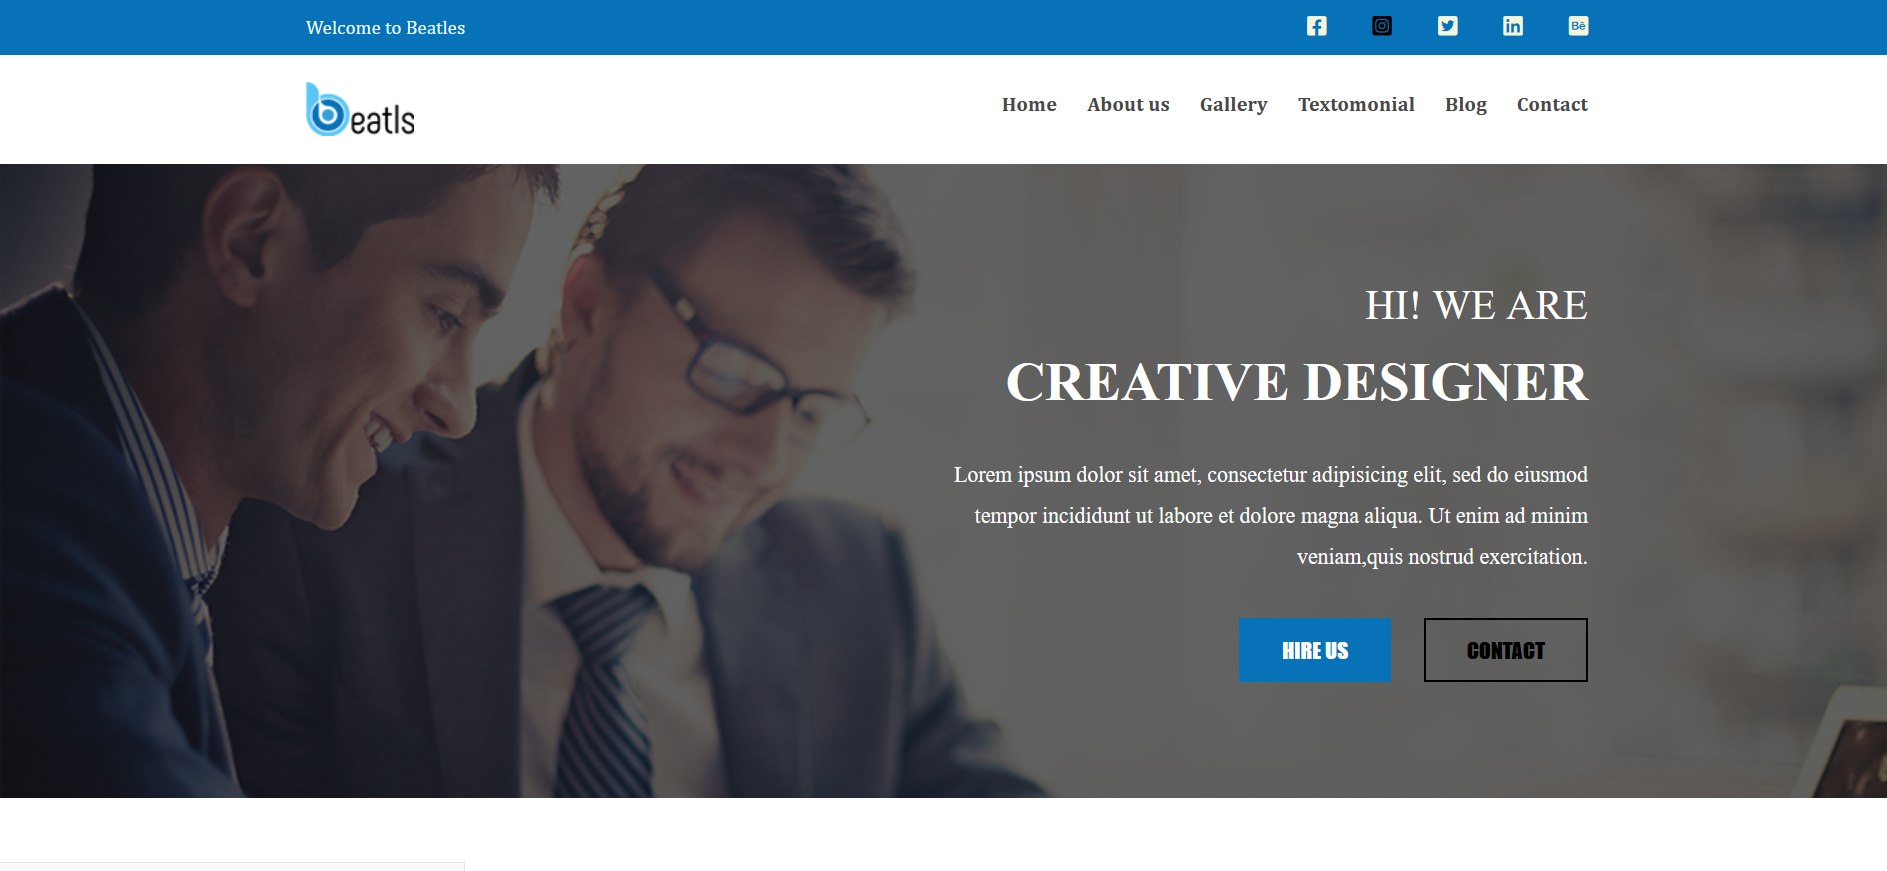 Welcome to Beatles
Bē
beatls
Home About us Gallery Textomonial Blog Contact
HI! WE ARE
CREATIVE DESIGNER
Lorem ipsum dolor sit amet, consectetur adipisicing elit, sed do eiusmod
tempor incididunt ut labore et dolore magna aliqua. Ut enim ad minim
veniam,quis nostrud exercitation.
HIRE US CONTACT